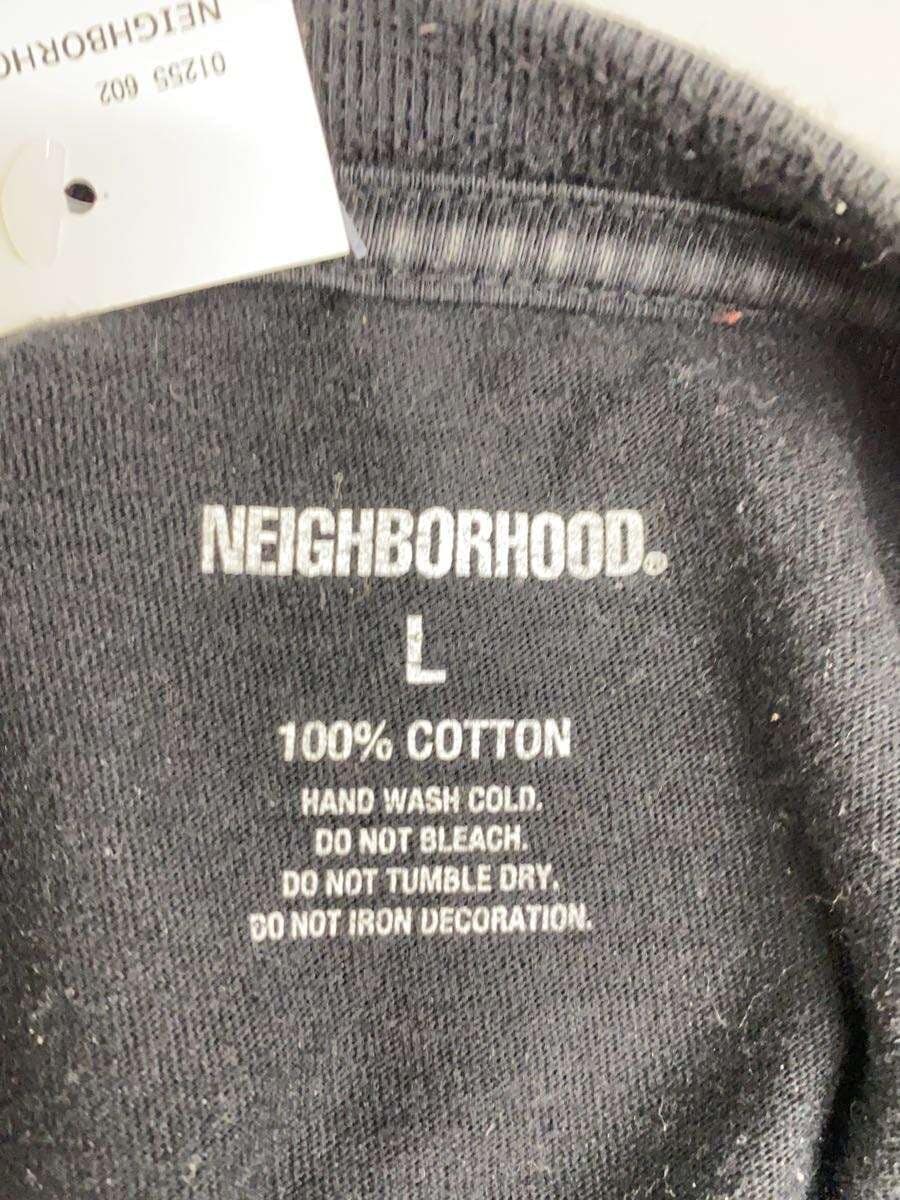 NEIGHBORHO
01255 602
NEIGHBORHOOD®
L
100% COTTON
HAND WASH COLD.
DO NOT BLEACH.
DO NOT TUMBLE DRY.
DO NOT IRON DECORATION.